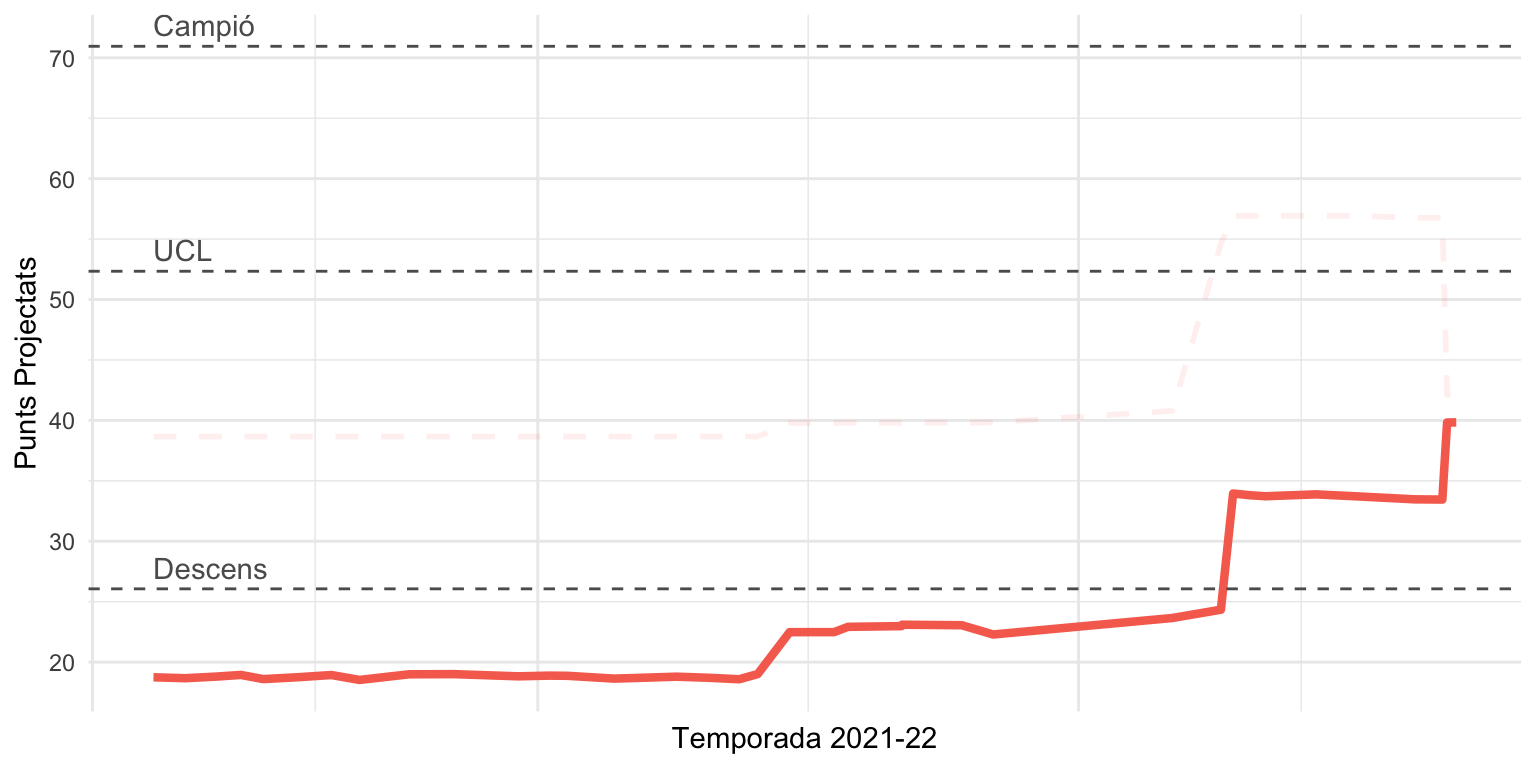 Campió
70
60
UCL
50
Punts Projectats
40
30
Descens
20
Temporada 2021-22